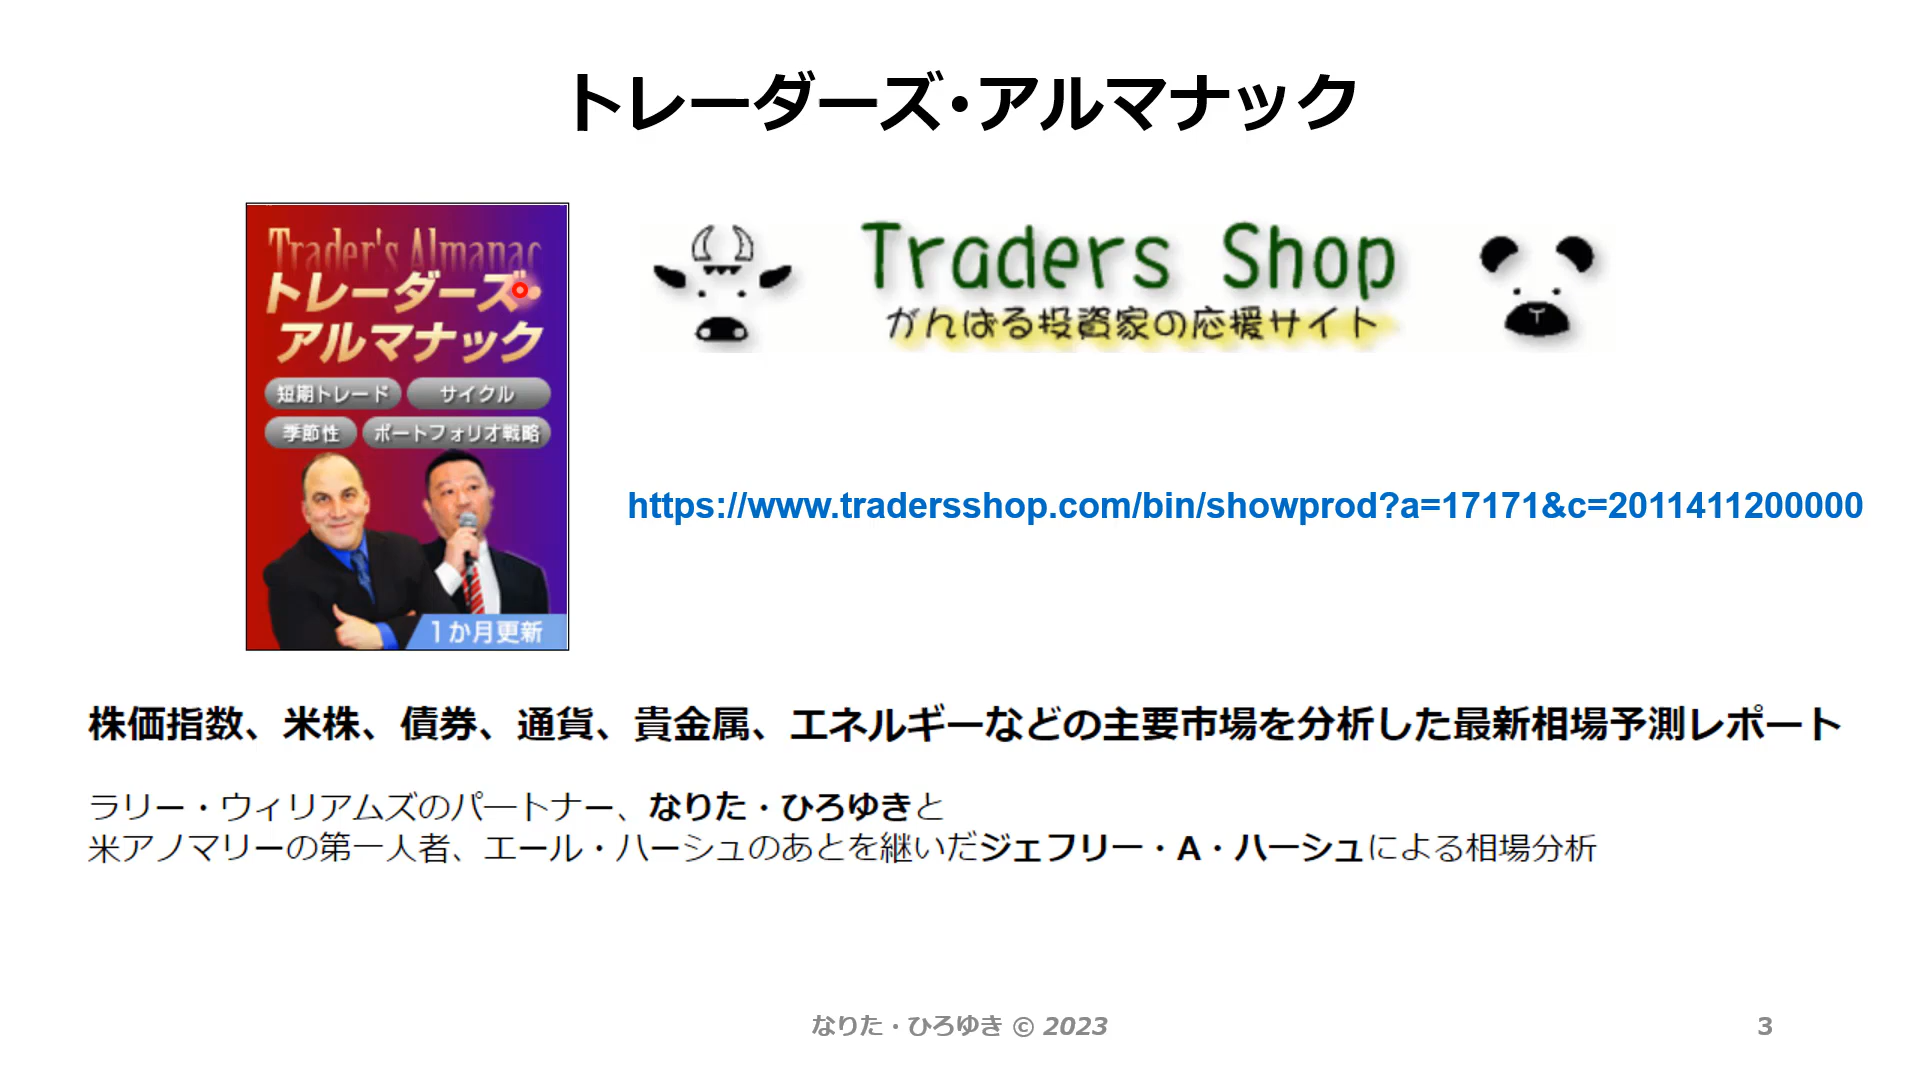 トレーダーズ・アルマナック
Trader's Almanac
トレーダーズ・
アルマナック
短期トレード サイクル
季節性 ポートフォリオ戦略
1か月更新
Traders Shop
がんばる投資家の応援サイト
https://www.tradersshop.com/bin/showprod?a=17171&c=2011411200000
株価指数、米株、債券、通貨、貴金属、エネルギーなどの主要市場を分析した最新相場予測レポート
ラリー・ウィリアムズのパートナー、なりた・ひろゆきと
米アノマリーの第一人者、エール・ハーシュのあとを継いだジェフリー・A・ハーシュによる相場分析
なりた・ひろゆき © 2023
3